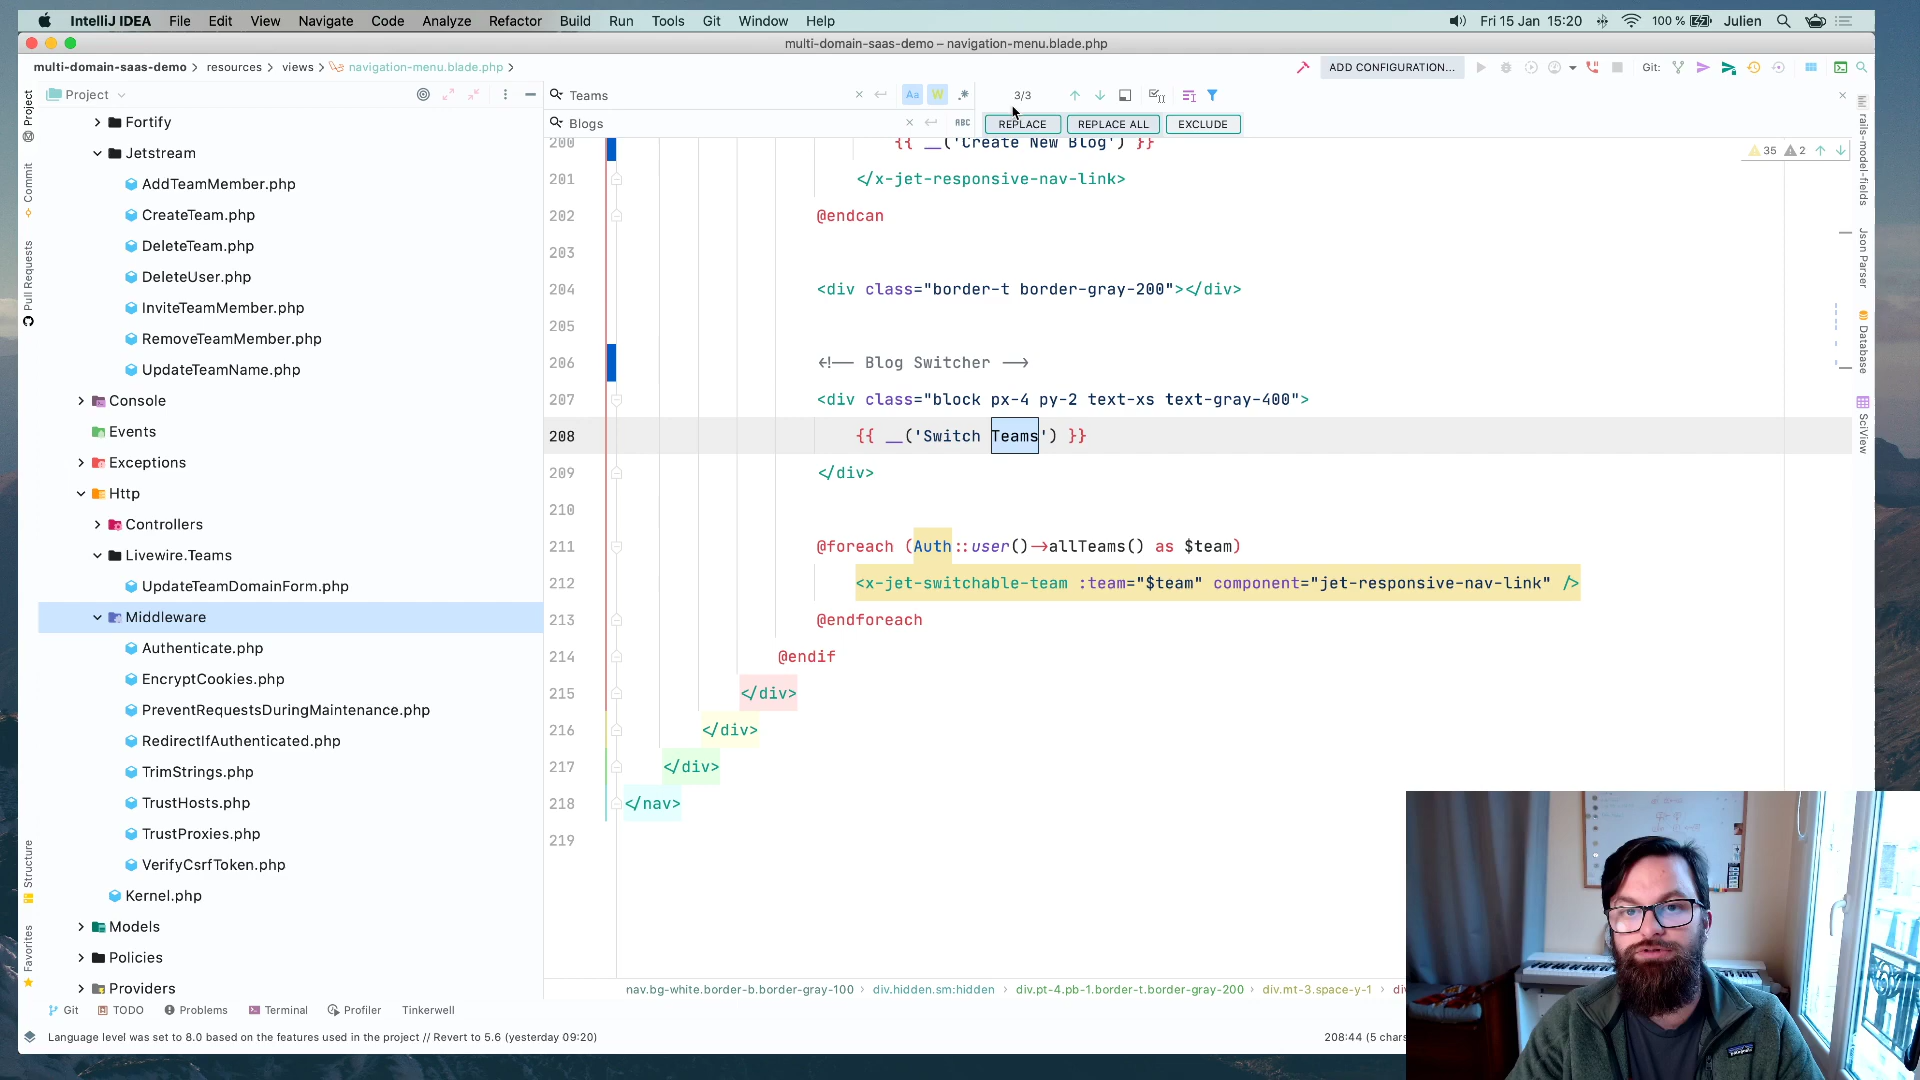 IntelliJ IDEA File Edit View Navigate Code Analyze Refactor Build Run Tools Git Window Help
Fri 15 Jan 15:20 100 % Julien
multi-domain-saas-demo – navigation-menu.blade.php
multi-domain-saas-demo resources views navigation-menu.blade.php
ADD CONFIGURATION...
Git:
Project
Teams
3/3
Blogs
REPLACE
REPLACE ALL
EXCLUDE
35 2
Project
Commit
Pull Requests
Structure
Favorites
Fortify
Jetstream
AddTeamMember.php
CreateTeam.php
DeleteTeam.php
DeleteUser.php
InviteTeamMember.php
RemoveTeamMember.php
UpdateTeamName.php
Console
Events
Exceptions
Http
Controllers
Livewire.Teams
UpdateTeamDomainForm.php
Middleware
Authenticate.php
EncryptCookies.php
PreventRequestsDuringMaintenance.php
RedirectIfAuthenticated.php
TrimStrings.php
TrustHosts.php
TrustProxies.php
VerifyCsrfToken.php
Kernel.php
Models
Policies
Providers
200 {{ __('Create New Blog') }}
201 </x-jet-responsive-nav-link>
202 @endcan
203
204 <div class="border-t border-gray-200"></div>
205
206 <!-- Blog Switcher -->
207 <div class="block px-4 py-2 text-xs text-gray-400">
208 {{ __('Switch Teams') }}
209 </div>
210
211 @foreach (Auth::user()->allTeams() as $team)
212 <x-jet-switchable-team :team="$team" component="jet-responsive-nav-link" />
213 @endforeach
214 @endif
215 </div>
216 </div>
217 </div>
218 </nav>
219
rails-model-fields
Json Parser
Database
SciView
nav.bg-white.border-b.border-gray-100 div.hidden.sm:hidden div.pt-4.pb-1.border-t.border-gray-200 div.mt-3.space-y-1
Git TODO Problems Terminal Profiler Tinkerwell
Language level was set to 8.0 based on the features used in the project // Revert to 5.6 (yesterday 09:20)
208:44 (5 chars